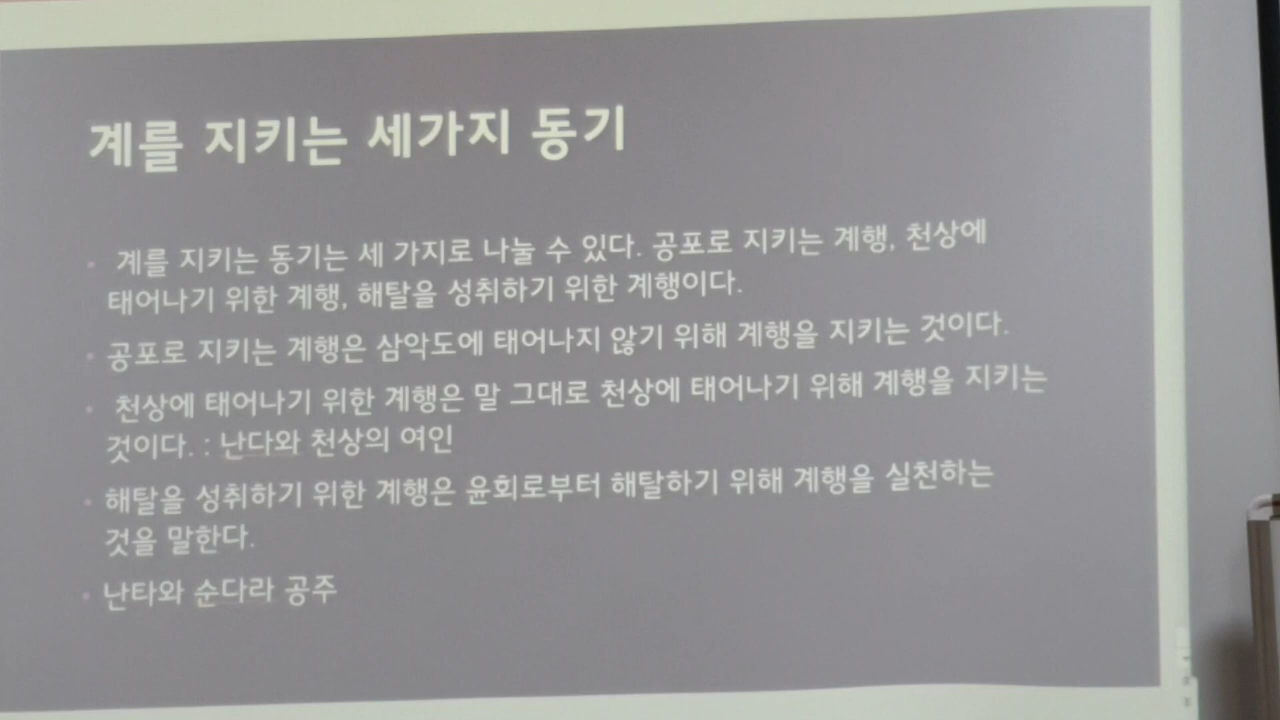 계를 지키는 세가지 동기
• 계를 지키는 동기는 세 가지로 나눌 수 있다. 공포로 지키는 계행, 천상에
태어나기 위한 계행, 해탈을 성취하기 위한 계행이다.
• 공포로 지키는 계행은 삼악도에 태어나지 않기 위해 계행을 지키는 것이다.
• 천상에 태어나기 위한 계행은 말 그대로 천상에 태어나기 위해 계행을 지키는
것이다. : 난다와 천상의 여인
• 해탈을 성취하기 위한 계행은 윤회로부터 해탈하기 위해 계행을 실천하는
것을 말한다.
• 난타와 순다라 공주